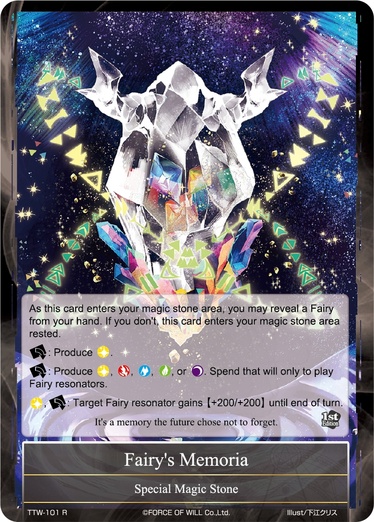 As this card enters your magic stone area, you may reveal a Fairy
from your hand. If you don't, this card enters your magic stone area
rested.
: Produce .
: Produce , , , , or . Spend that will only to play
Fairy resonators.
, : Target Fairy resonator gains 【+200/+200】 until end of turn.
It's a memory the future chose not to forget.
1st
Edition
Fairy's Memoria
Special Magic Stone
TTW-101 R
©FORCE OF WILL Co.,Ltd.
Illust/下江クリス